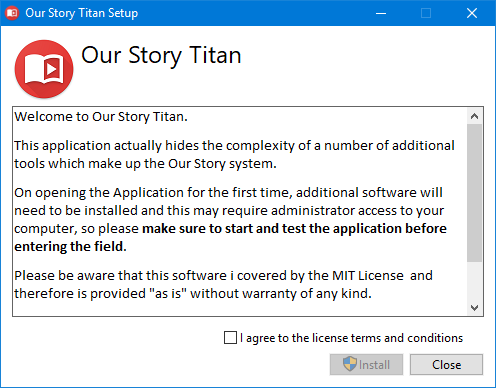 Our Story Titan Setup
Our Story Titan
Welcome to Our Story Titan.
This application actually hides the complexity of a number of additional
tools which make up the Our Story system.
On opening the Application for the first time, additional software will
need to be installed and this may require administrator access to your
computer, so please make sure to start and test the application before
entering the field.
Please be aware that this software i covered by the MIT License  and
therefore is provided "as is" without warranty of any kind.
I agree to the license terms and conditions
Install
Close